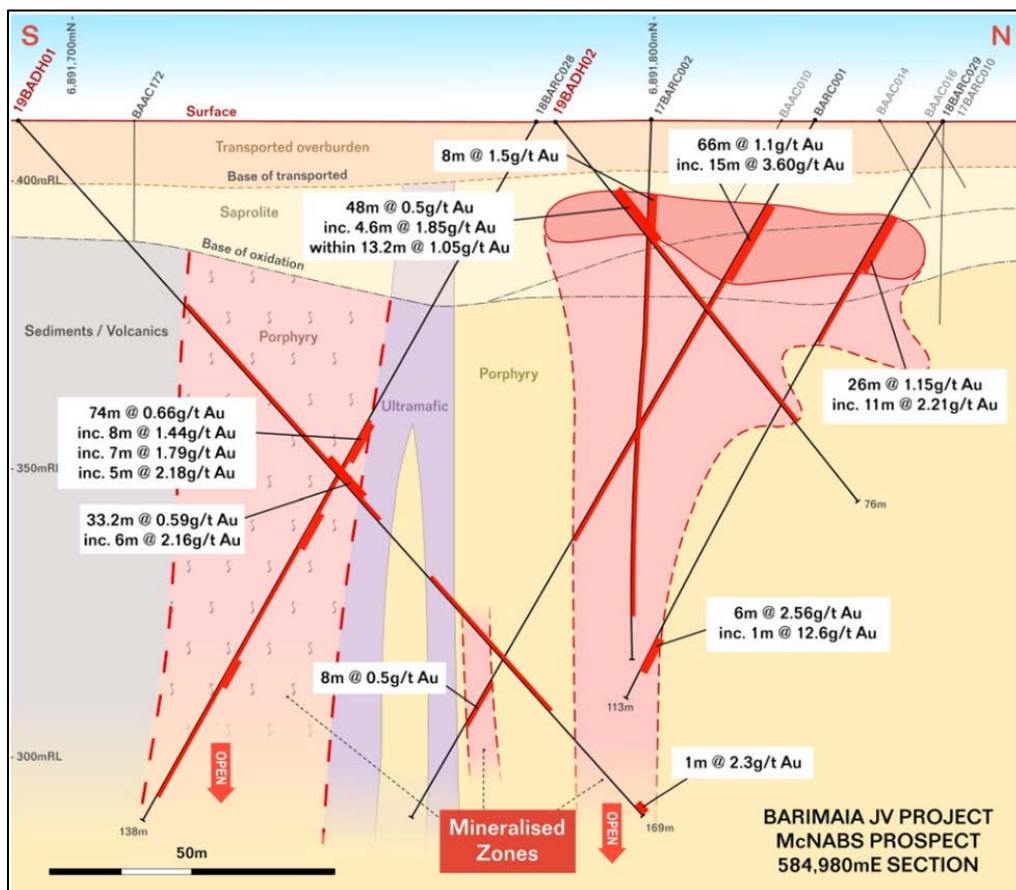 S
N
19BADH01
6,891,700mN
BAAC172
18BARC028
19BADH02
6,891,800mN
17BARC002
BAAC010
BARC001
BAAC014
BAAC016
18BARC029
17BARC010
Surface
Transported overburden
400mRL
Base of transported
Saprolite
Base of oxidation
8m @ 1.5g/t Au
66m @ 1.1g/t Au
inc. 15m @ 3.60g/t Au
48m @ 0.5g/t Au
inc. 4.6m @ 1.85g/t Au
within 13.2m @ 1.05g/t Au
Sediments / Volcanics
Porphyry
Ultramafic
Porphyry
26m @ 1.15g/t Au
inc. 11m @ 2.21g/t Au
74m @ 0.66g/t Au
inc. 8m @ 1.44g/t Au
inc. 7m @ 1.79g/t Au
inc. 5m @ 2.18g/t Au
350mRL
33.2m @ 0.59g/t Au
inc. 6m @ 2.16g/t Au
76m
6m @ 2.56g/t Au
inc. 1m @ 12.6g/t Au
8m @ 0.5g/t Au
113m
300mRL
OPEN
1m @ 2.3g/t Au
138m
Mineralised
Zones
OPEN
169m
50m
BARIMAIA JV PROJECT
McNABS PROSPECT
584,980mE SECTION